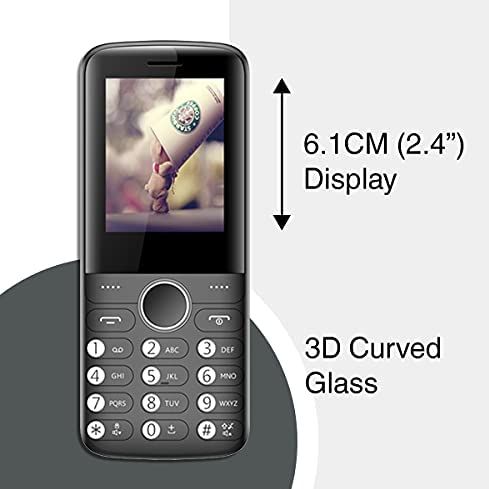 6.1CM (2.4”)
Display
3D Curved
Glass
1 2 ABC 3 DEF
4 GHI 5 JKL 6 MNO
7 PQRS 8 TUV 9 WXYZ
* 0 + #